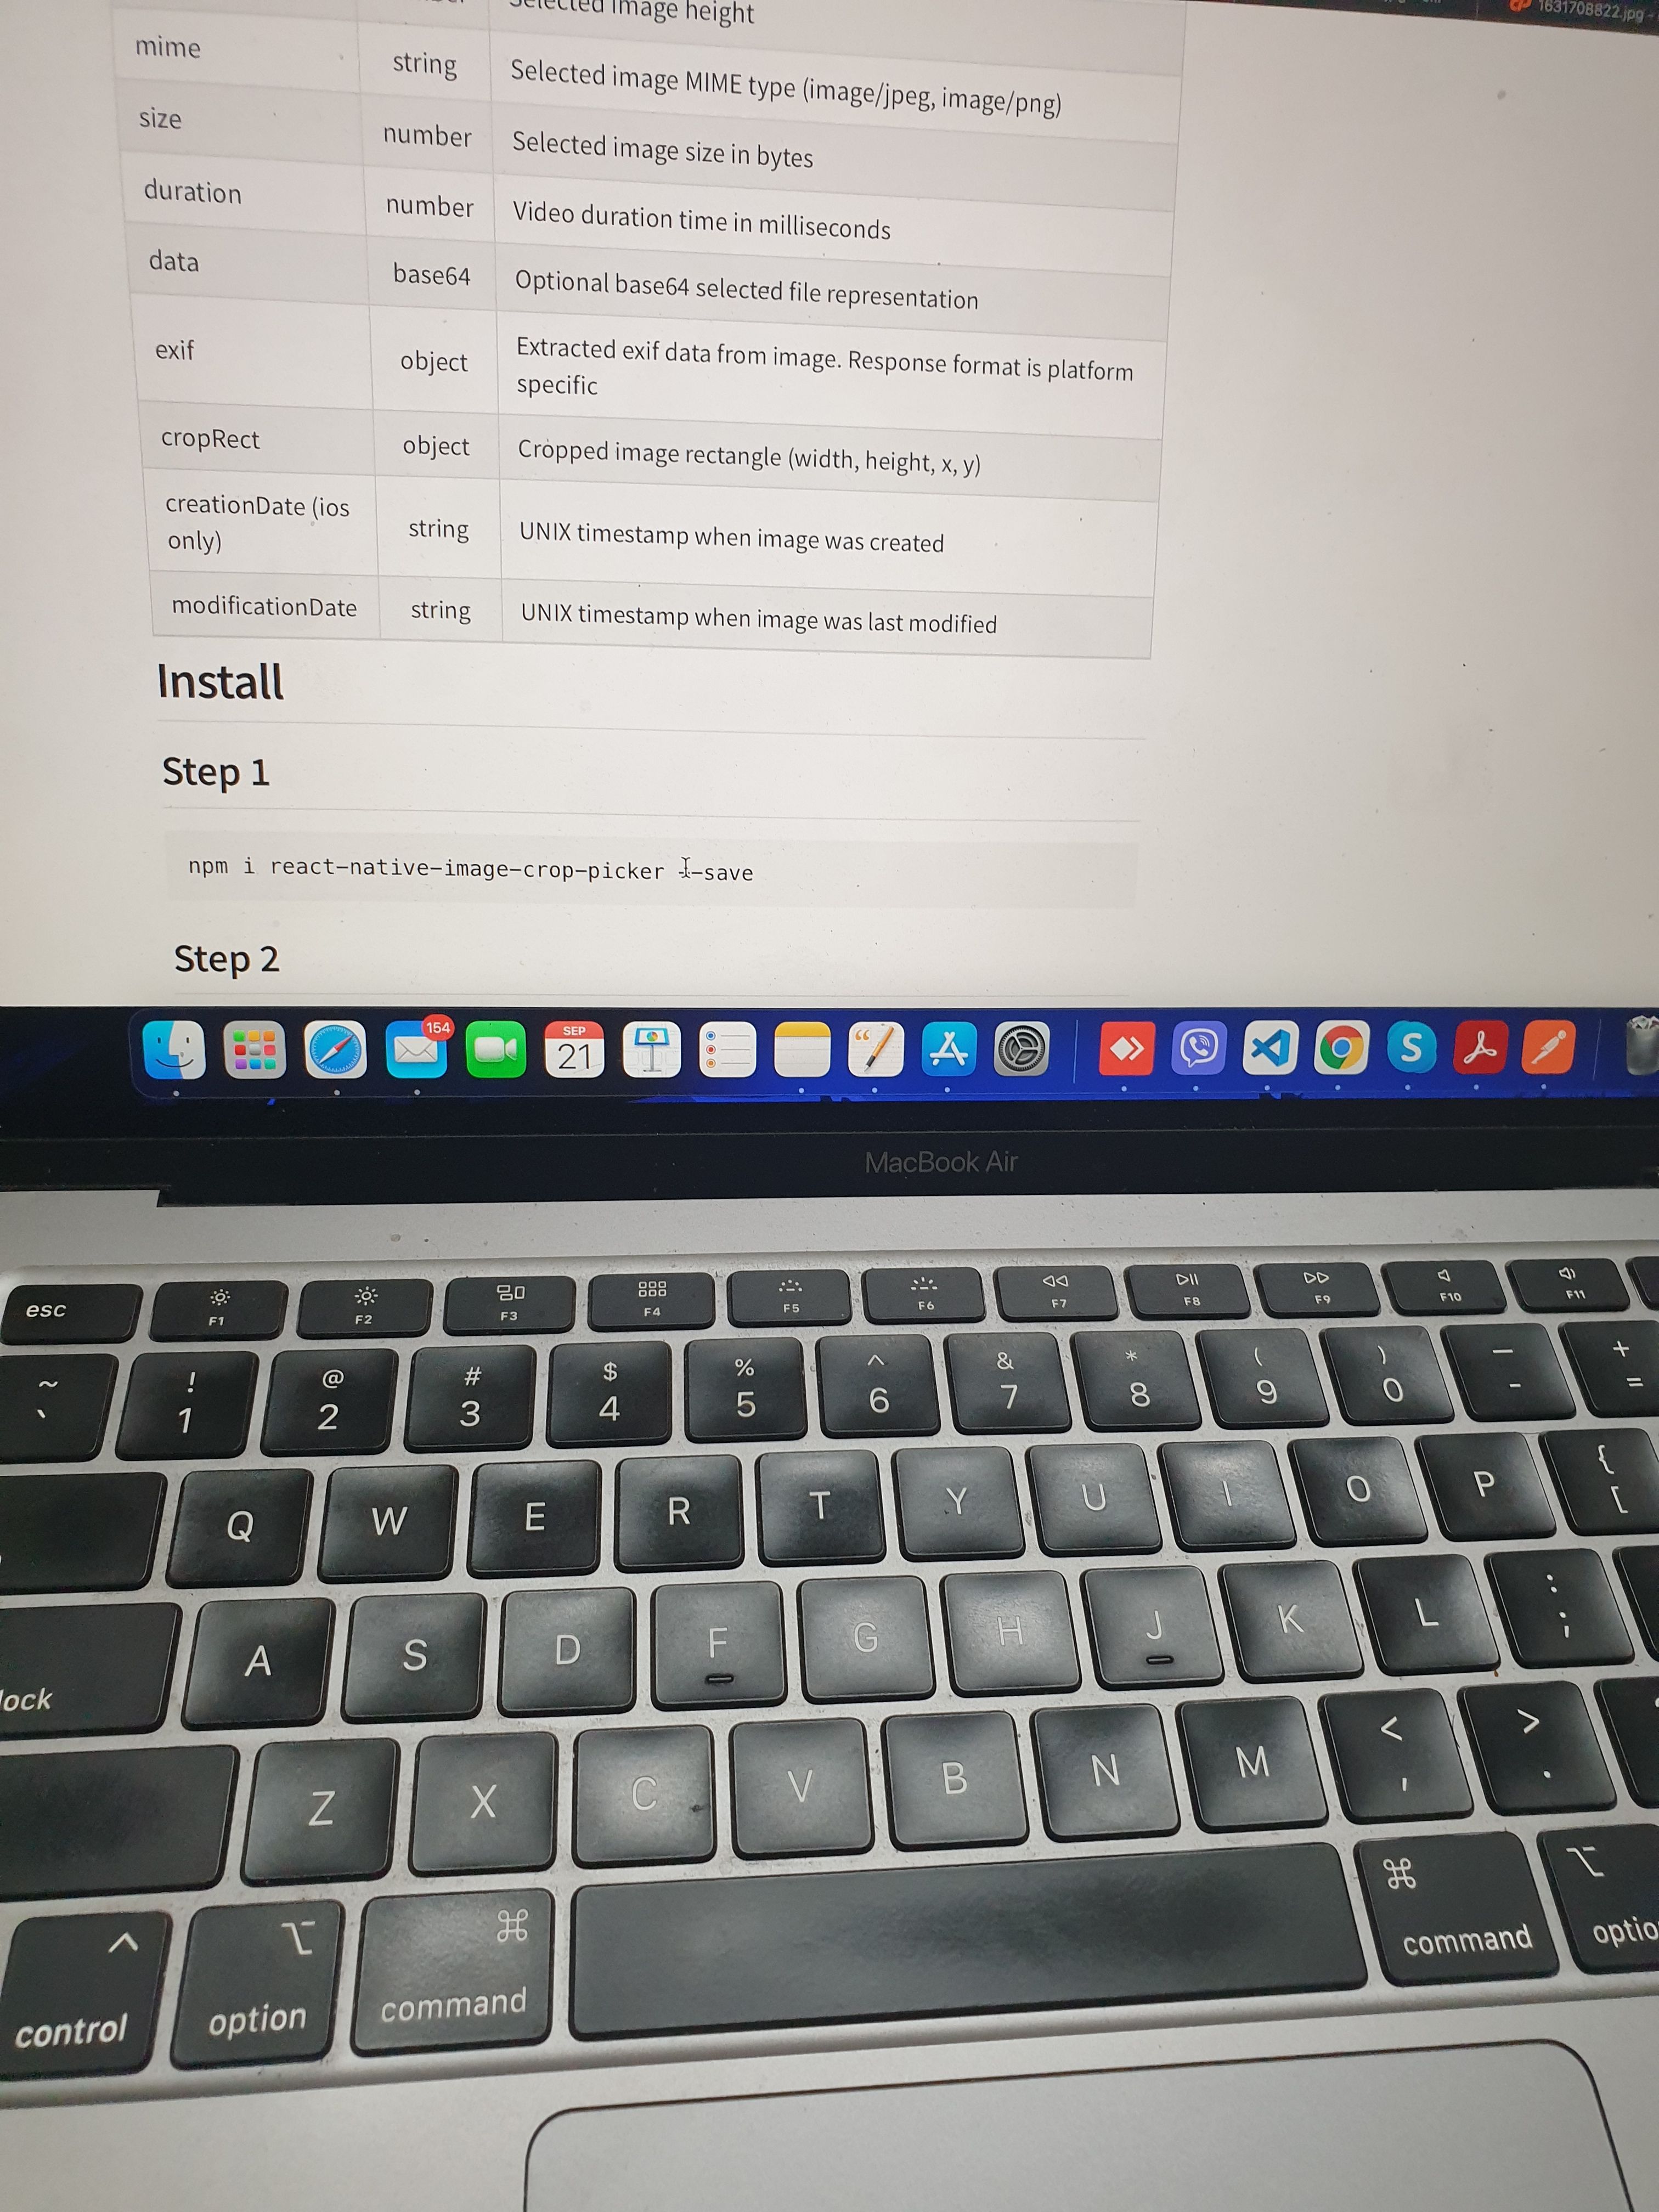 1631708822.jpg
Selected image height
mime string Selected image MIME type (image/jpeg, image/png)
size number Selected image size in bytes
duration number Video duration time in milliseconds
data base64 Optional base64 selected file representation
exif object Extracted exif data from image. Response format is platform
specific
cropRect object Cropped image rectangle (width, height, x, y)
creationDate (ios
only) string UNIX timestamp when image was created
modificationDate string UNIX timestamp when image was last modified
Install
Step 1
npm i react-native-image-crop-picker --save
Step 2
154
SEP
21
S
MacBook Air
esc F1 F2 F3 F4 F5 F6 F7 F8 F9 F10 F11
~ ! @ # $ % ^ & * ( ) — +
` 1 2 3 4 5 6 7 8 9 0 - =
Q W E R T Y U I O P { [
lock A S D F G H J K L : ;
Z X C V B N M < , > .
control option command command optio